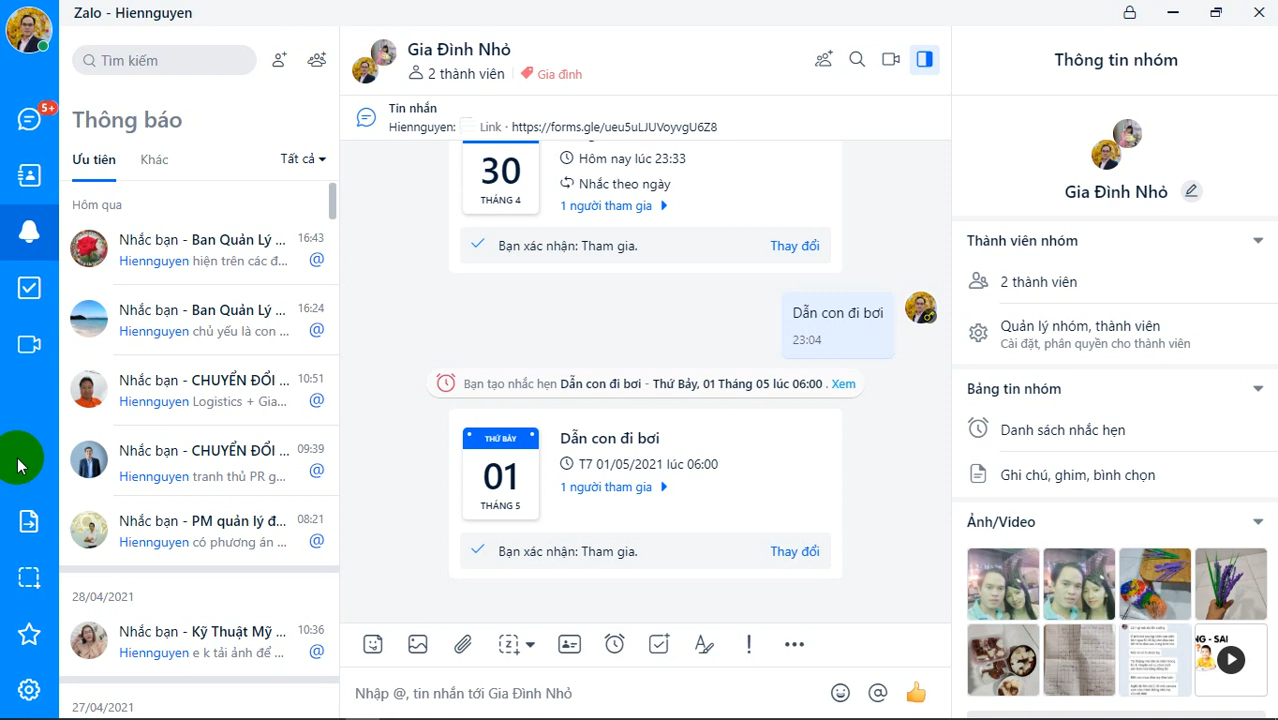 Zalo - Hiennguyen
5+
Tìm kiếm
Thông báo
Ưu tiên
Khác
Tất cả
Hôm qua
Nhắc bạn - Ban Quản Lý ...
16:43
Hiennguyen hiện trên các đ...
@
Nhắc bạn - Ban Quản Lý ...
16:24
Hiennguyen chủ yếu là con ...
@
Nhắc bạn - CHUYỂN ĐỔI ...
10:51
Hiennguyen Logistics + Gia...
@
Nhắc bạn - CHUYỂN ĐỔI ...
09:39
Hiennguyen tranh thủ PR g...
@
Nhắc bạn - PM quản lý đ...
08:21
Hiennguyen có phương án ...
@
28/04/2021
Nhắc bạn - Kỹ Thuật Mỹ ...
10:36
Hiennguyen e k tải ảnh để ...
@
27/04/2021
Gia Đình Nhỏ
2 thành viên
Gia đình
Tin nhắn
Hiennguyen: Link · https://forms.gle/ueu5uLJUVoyvgU6Z8
30
THÁNG 4
Hôm nay lúc 23:33
Nhắc theo ngày
1 người tham gia
Bạn xác nhận: Tham gia.
Thay đổi
Dẫn con đi bơi
23:04
Bạn tạo nhắc hẹn Dẫn con đi bơi - Thứ Bảy, 01 Tháng 05 lúc 06:00 . Xem
THỨ BẢY
01
THÁNG 5
Dẫn con đi bơi
T7 01/05/2021 lúc 06:00
1 người tham gia
Bạn xác nhận: Tham gia.
Thay đổi
Nhập @, tin nhắn tới Gia Đình Nhỏ
Thông tin nhóm
Gia Đình Nhỏ
Thành viên nhóm
2 thành viên
Quản lý nhóm, thành viên
Cài đặt, phân quyền cho thành viên
Bảng tin nhóm
Danh sách nhắc hẹn
Ghi chú, ghim, bình chọn
Ảnh/Video